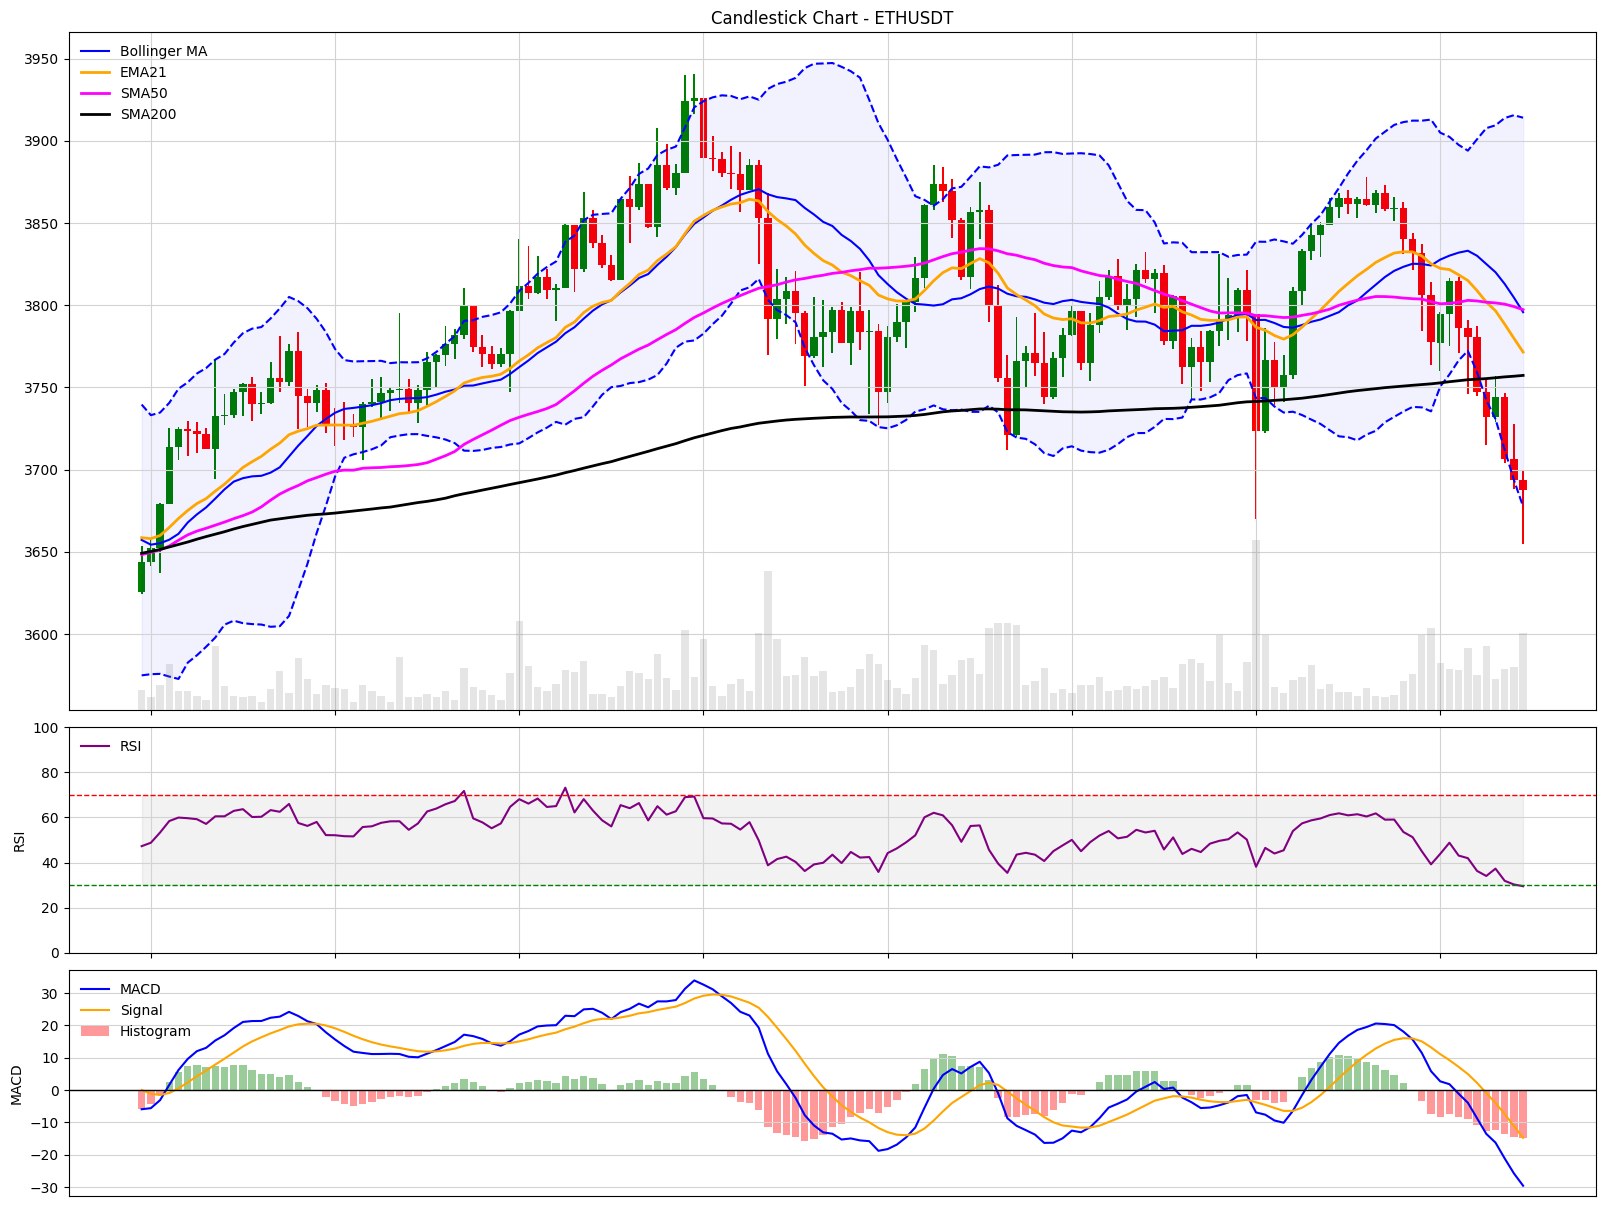 Candlestick Chart - ETHUSDT
Bollinger MA
EMA21
SMA50
SMA200
3950
3900
3850
3800
3750
3700
3650
3600
RSI
100
80
60
40
20
0
RSI
MACD
Signal
Histogram
30
20
10
0
−10
−20
−30
MACD